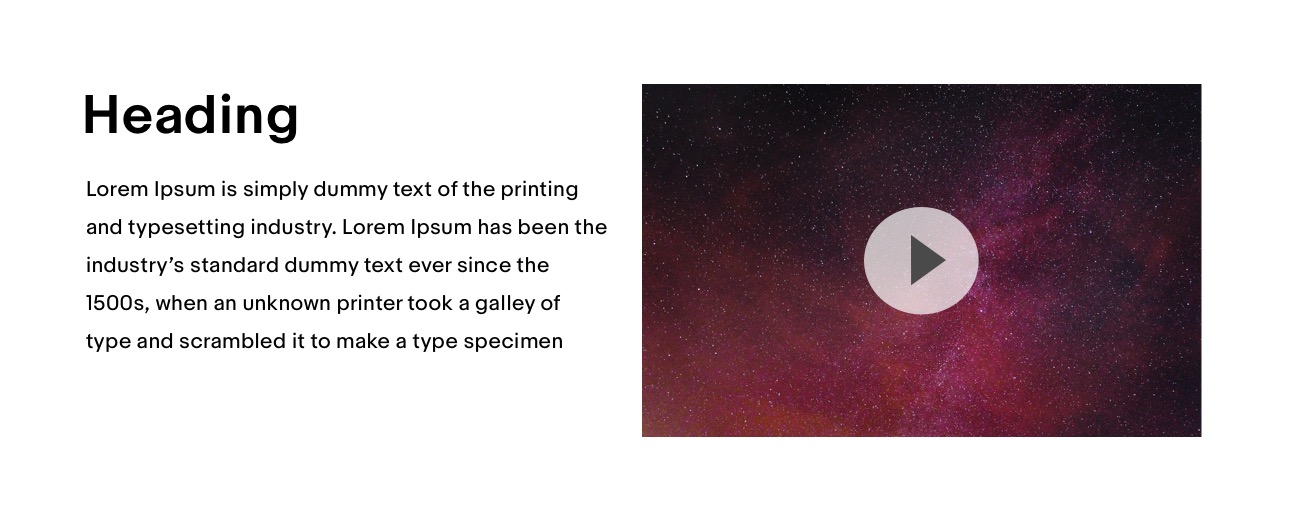 Heading
Lorem Ipsum is simply dummy text of the printing
and typesetting industry. Lorem Ipsum has been the
industry’s standard dummy text ever since the
1500s, when an unknown printer took a galley of
type and scrambled it to make a type specimen